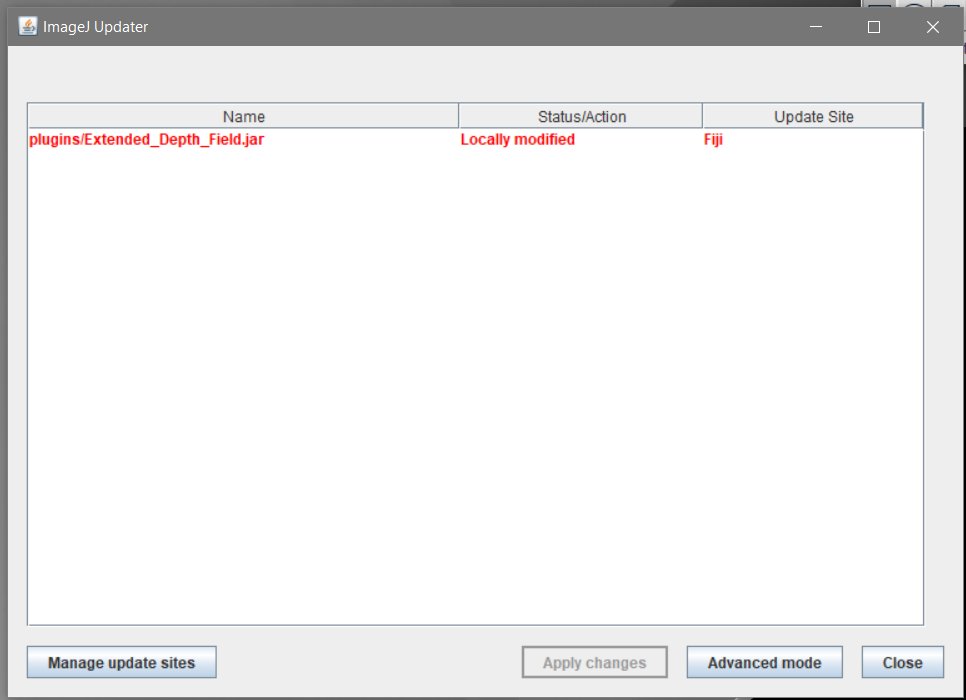 ImageJ Updater
Name Status/Action Update Site
plugins/Extended_Depth_Field.jar Locally modified Fiji
Manage update sites Apply changes Advanced mode Close